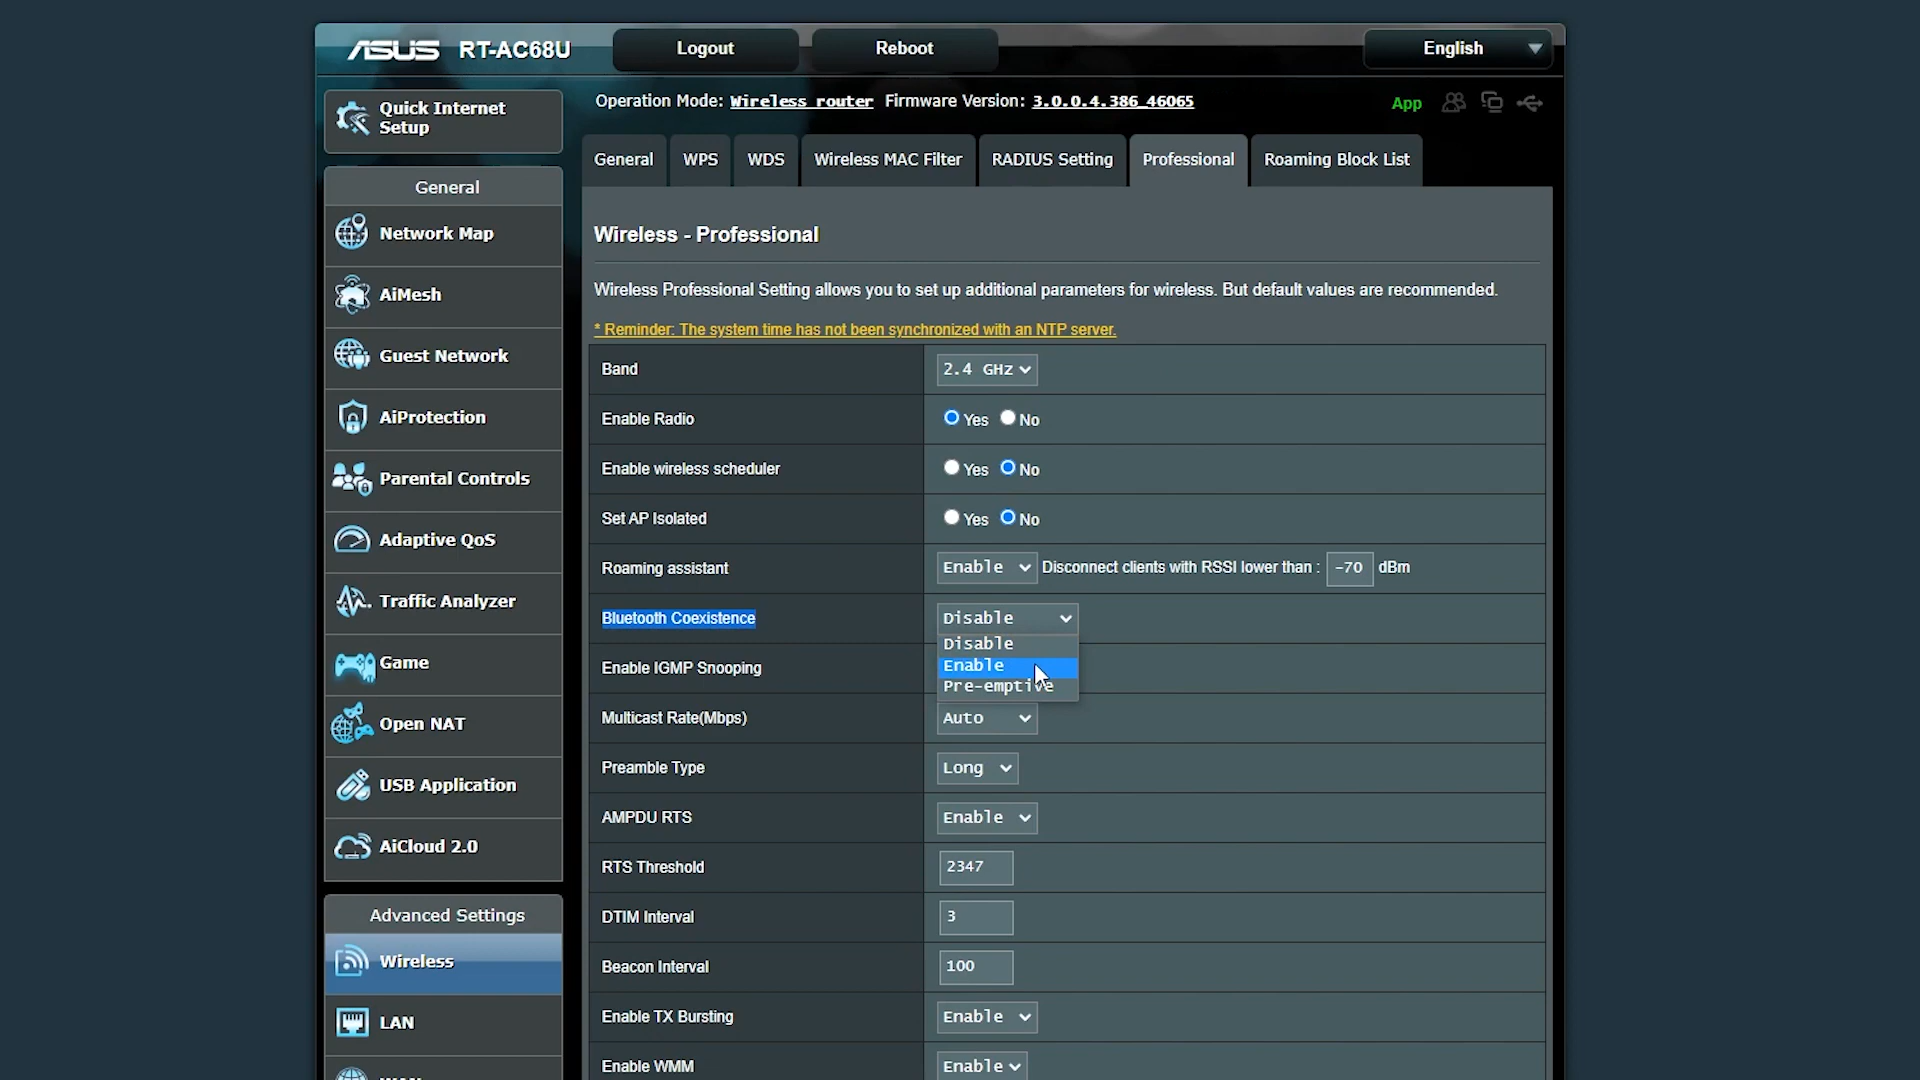 ASUS RT-AC68U
Logout
Reboot
English
Quick Internet
Setup
Operation Mode: Wireless router Firmware Version: 3.0.0.4.386_46065
App
General
WPS
WDS
Wireless MAC Filter
RADIUS Setting
Professional
Roaming Block List
General
Network Map
AiMesh
Guest Network
AiProtection
Parental Controls
Adaptive QoS
Traffic Analyzer
Game
Open NAT
USB Application
AiCloud 2.0
Advanced Settings
Wireless
LAN
Wireless - Professional
Wireless Professional Setting allows you to set up additional parameters for wireless. But default values are recommended.
* Reminder: The system time has not been synchronized with an NTP server.
Band 2.4 GHz
Enable Radio Yes No
Enable wireless scheduler Yes No
Set AP Isolated Yes No
Roaming assistant Enable Disconnect clients with RSSI lower than : -70 dBm
Bluetooth Coexistence Disable
Disable
Enable
Pre-emptive
Enable IGMP Snooping
Multicast Rate(Mbps) Auto
Preamble Type Long
AMPDU RTS Enable
RTS Threshold 2347
DTIM Interval 3
Beacon Interval 100
Enable TX Bursting Enable
Enable WMM Enable